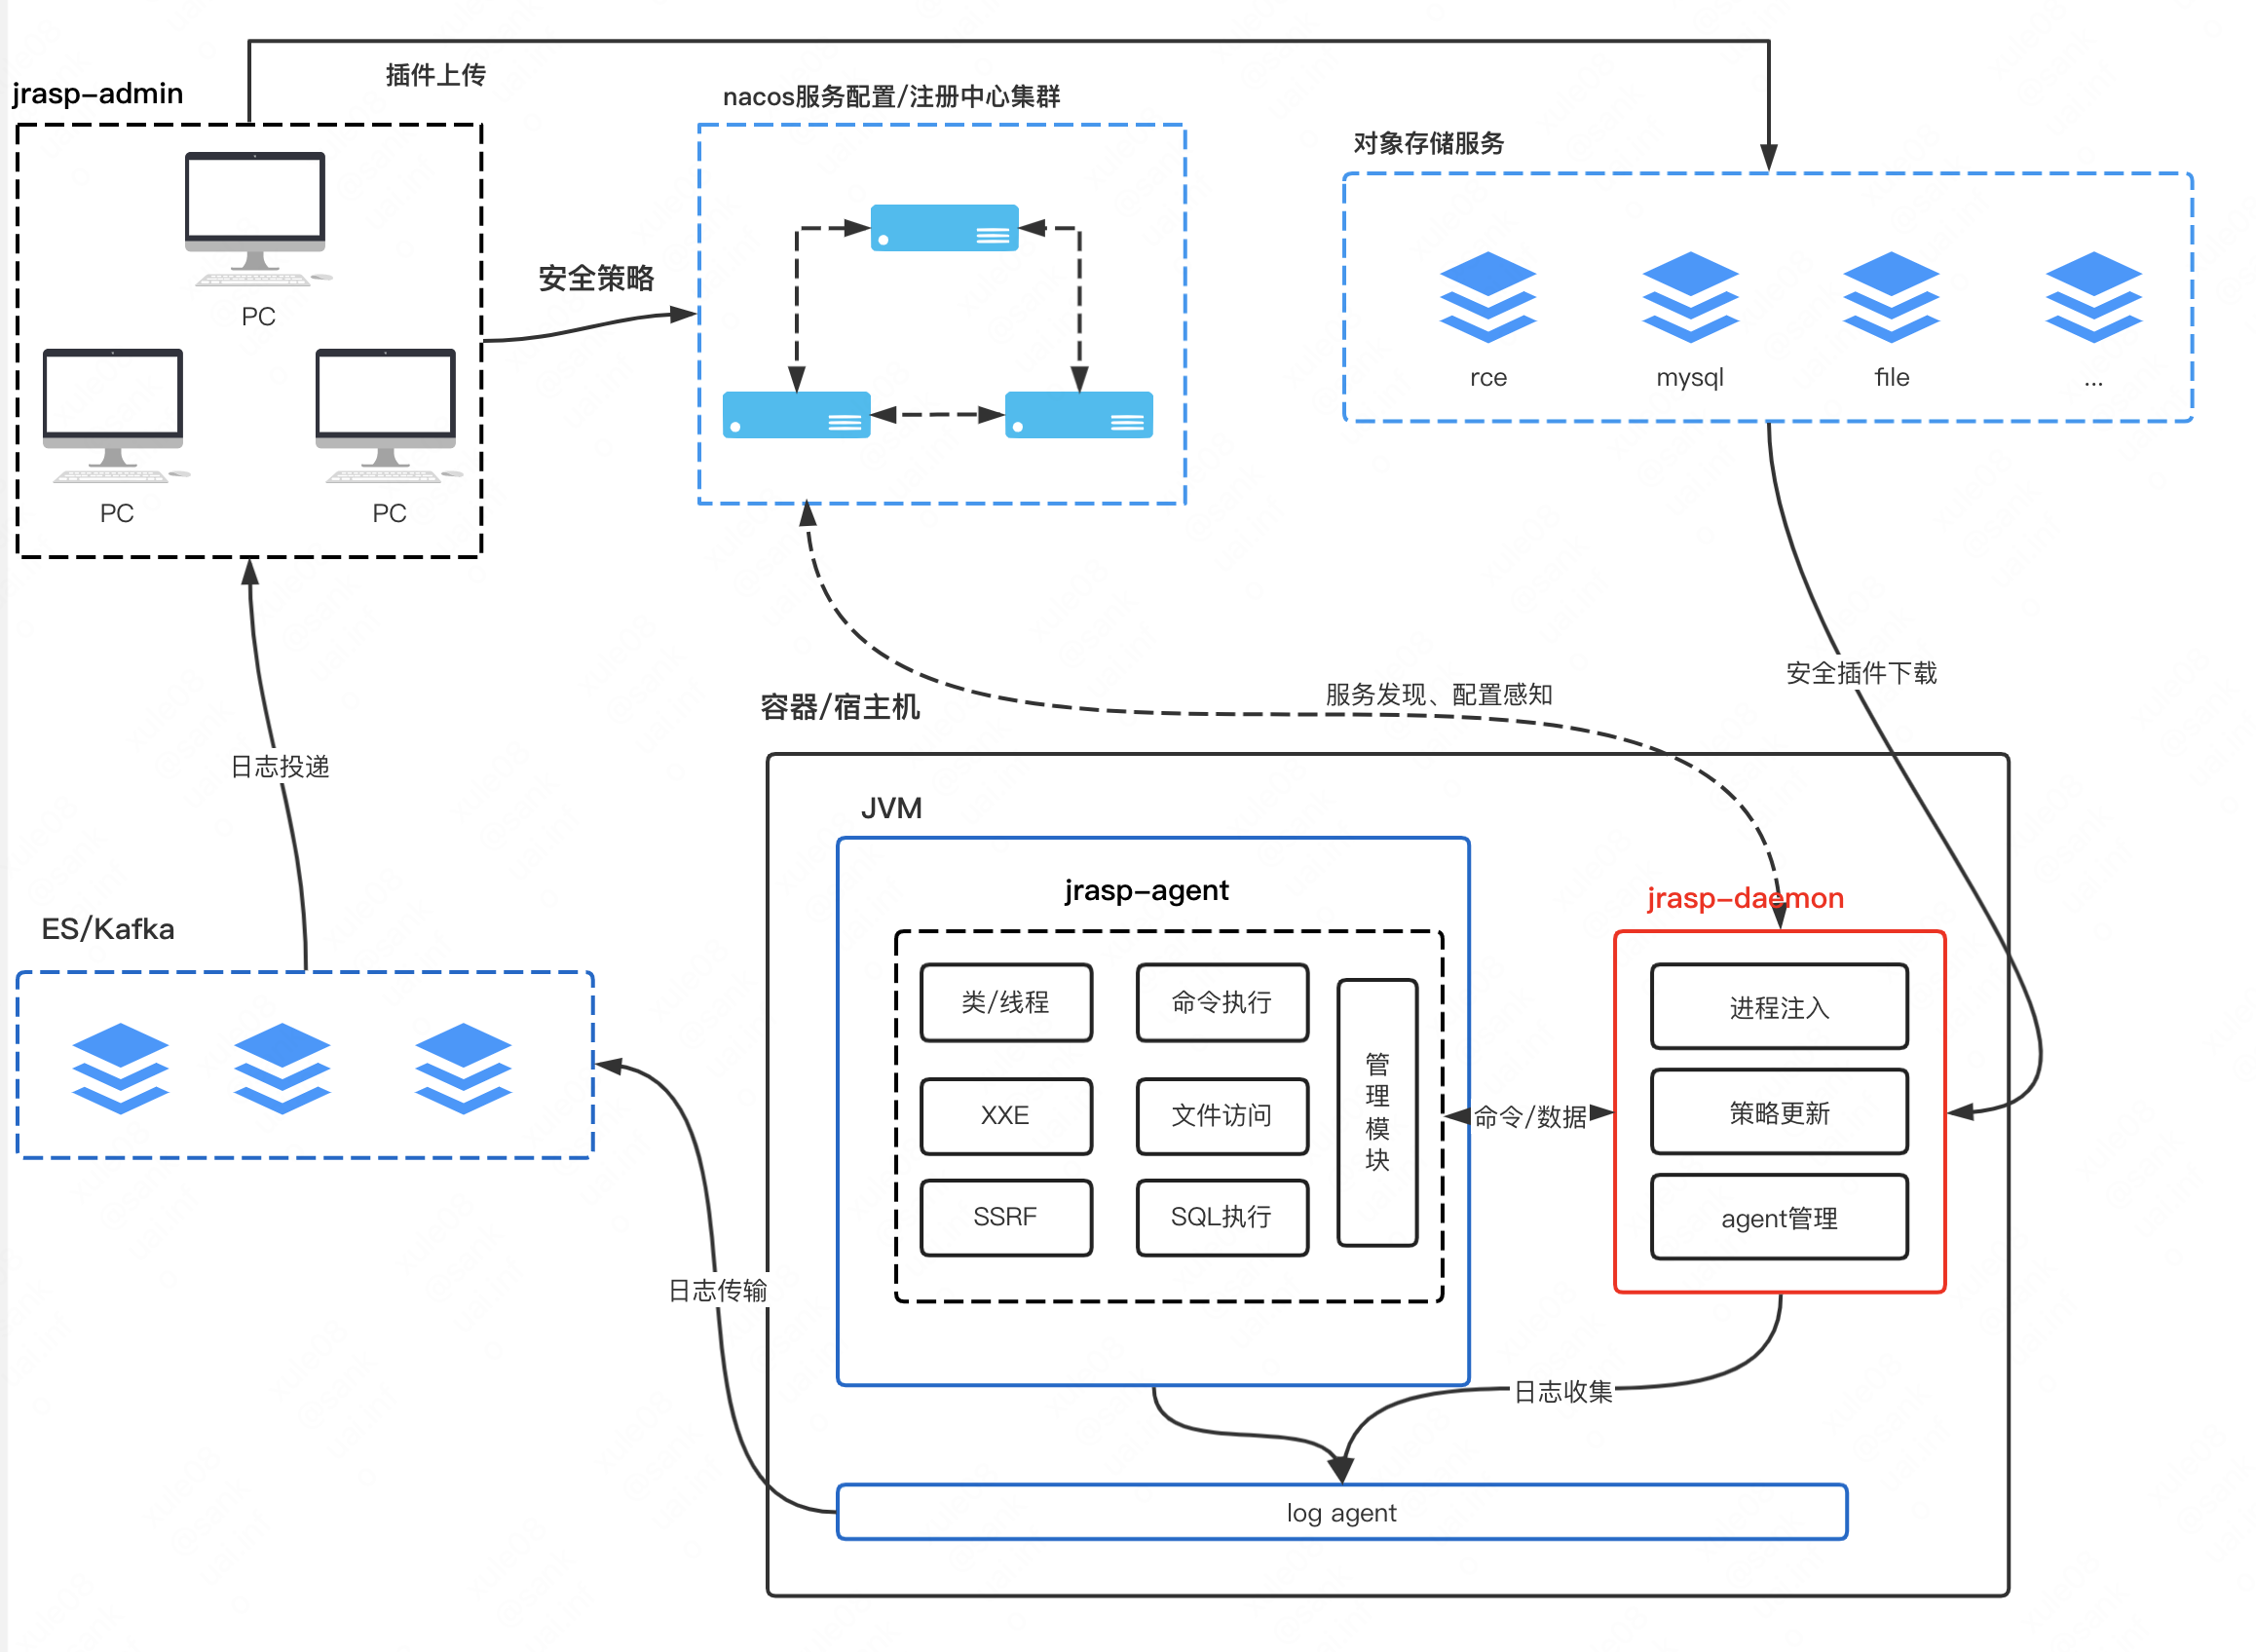 插件上传
jrasp-admin
nacos服务配置/注册中心集群
对象存储服务
PC
安全策略
PC
PC
rce
mysql
file
...
安全插件下载
服务发现、配置感知
容器/宿主机
日志投递
JVM
jrasp-agent
jrasp-daemon
ES/Kafka
类/线程
命令执行
进程注入
管理模块
XXE
文件访问
命令/数据
策略更新
SSRF
SQL执行
agent管理
日志传输
日志收集
log agent